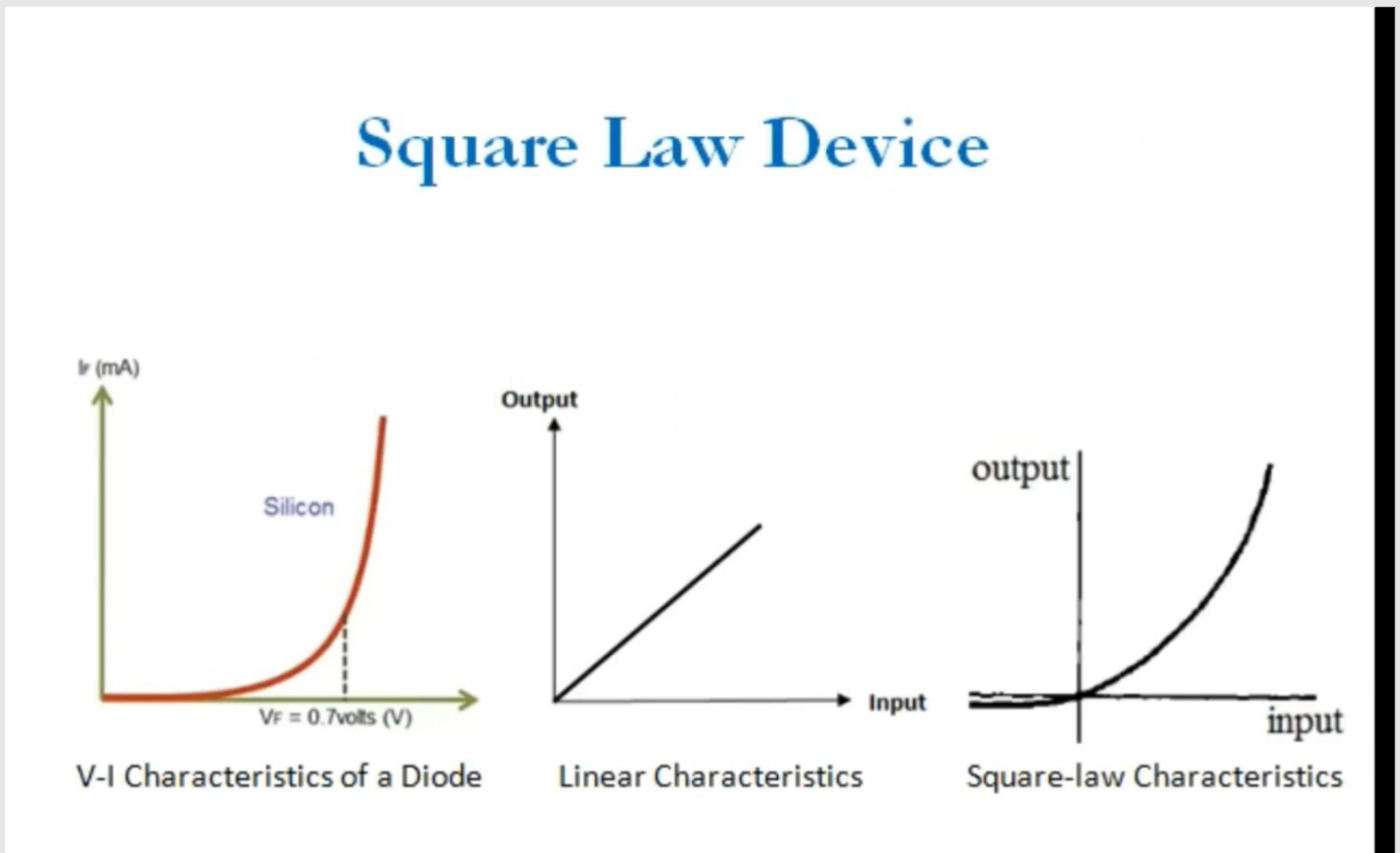 Square Law Device
IF (mA)
Silicon
VF = 0.7volts (V)
V-I Characteristics of a Diode
Output
Input
Linear Characteristics
output
input
Square-law Characteristics